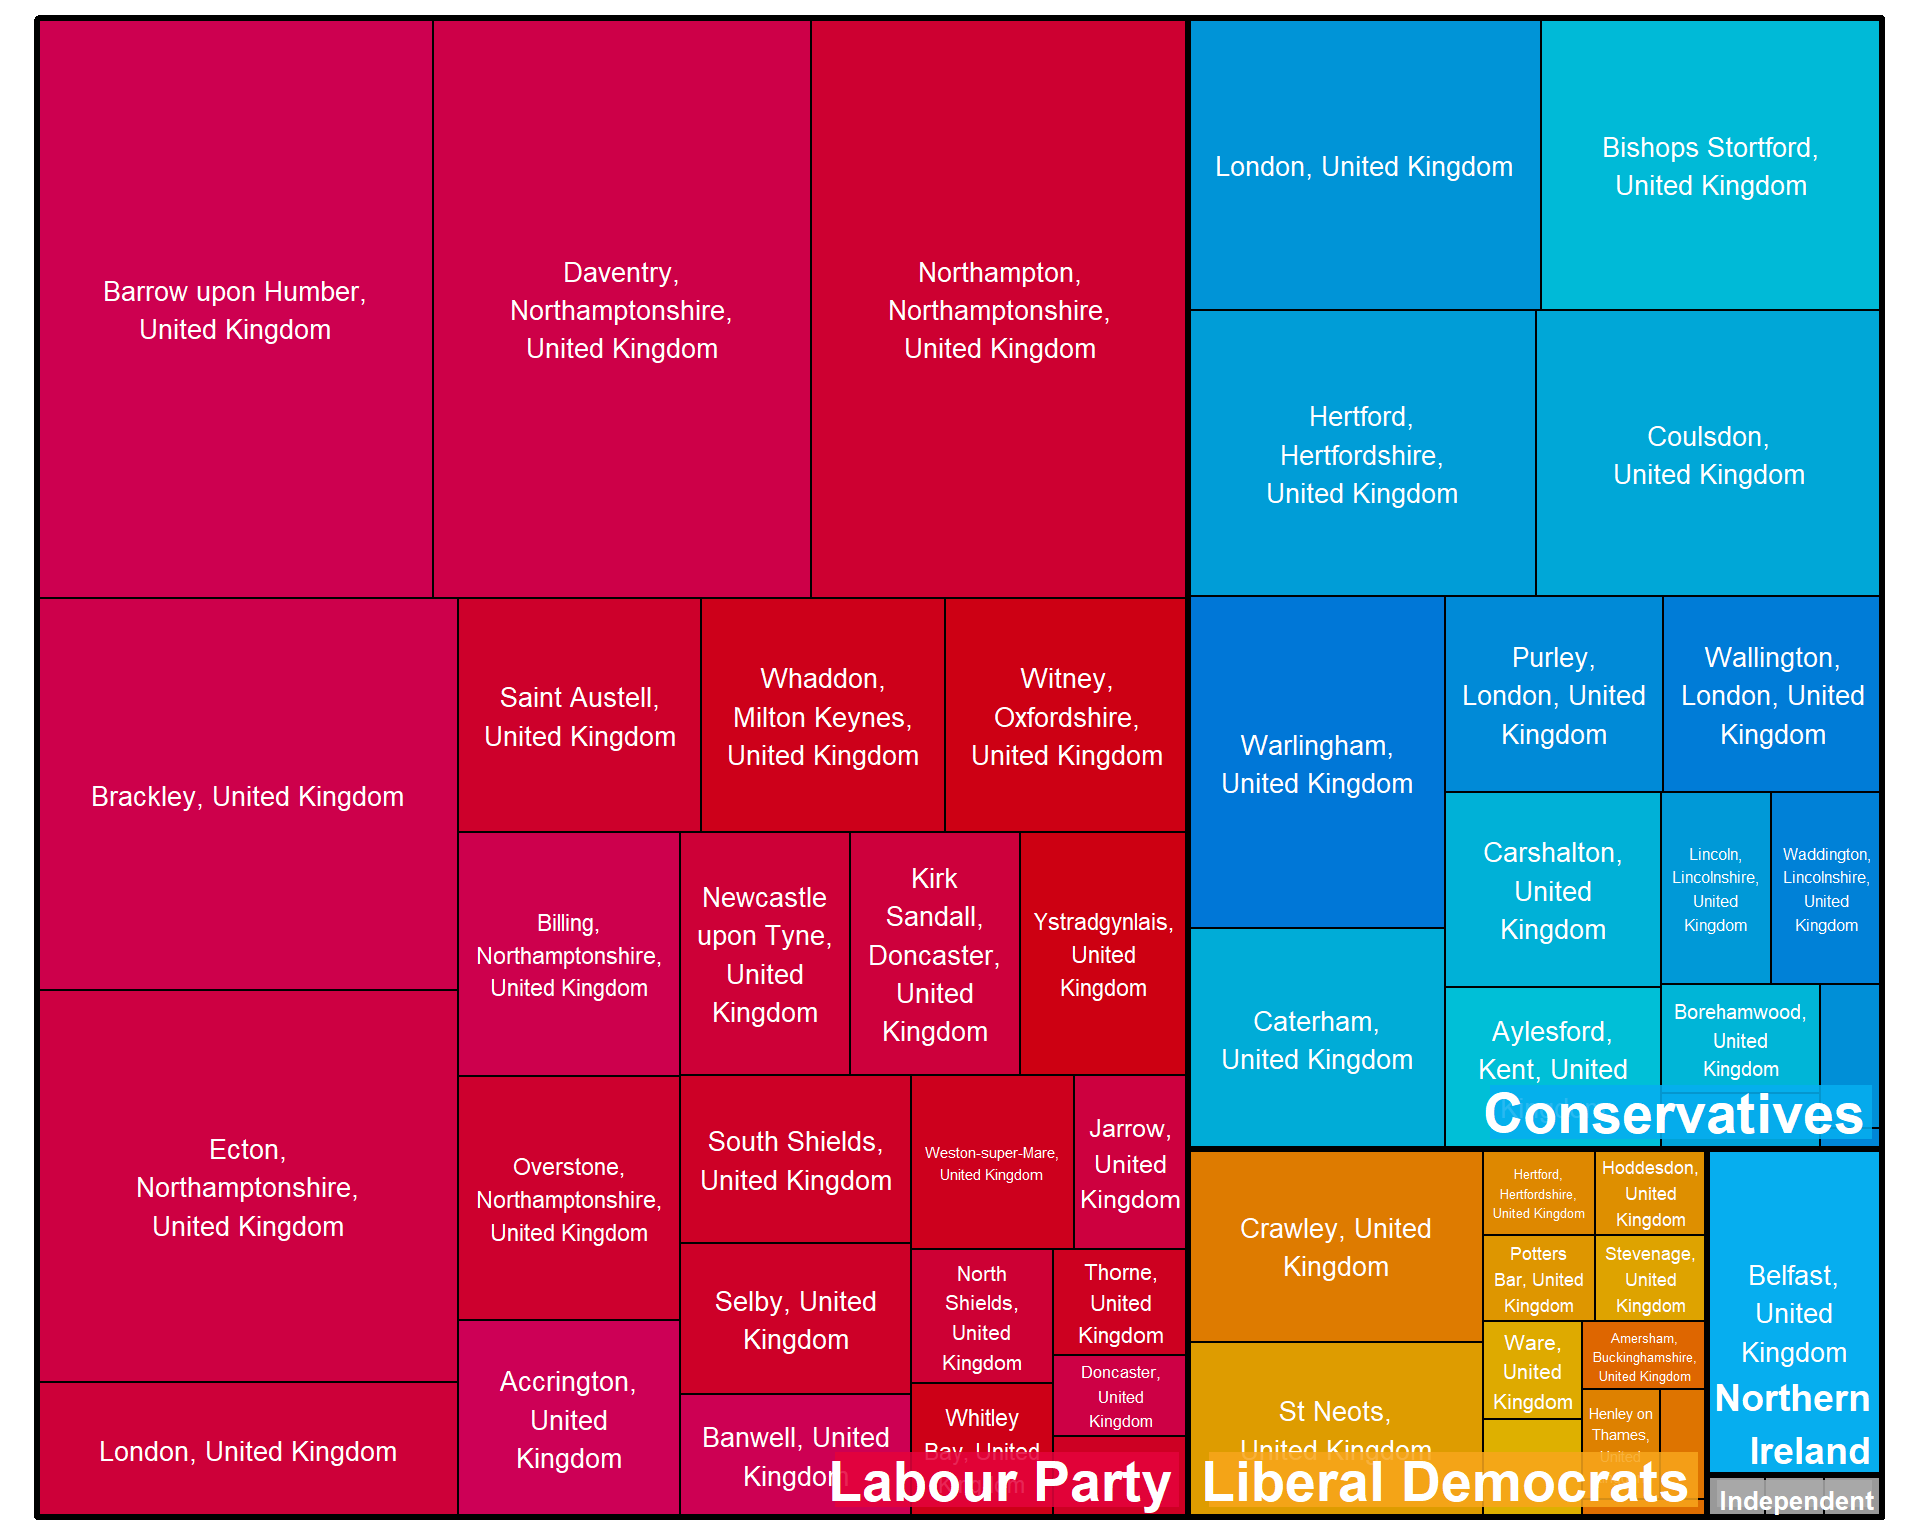 Barrow upon Humber,
United Kingdom
Daventry,
Northamptonshire,
United Kingdom
Northampton,
Northamptonshire,
United Kingdom
Brackley, United Kingdom
Saint Austell,
United Kingdom
Whaddon,
Milton Keynes,
United Kingdom
Witney,
Oxfordshire,
United Kingdom
Billing,
Northamptonshire,
United Kingdom
Newcastle
upon Tyne,
United
Kingdom
Kirk
Sandall,
Doncaster,
United
Kingdom
Ystradgynlais,
United
Kingdom
Ecton,
Northamptonshire,
United Kingdom
Overstone,
Northamptonshire,
United Kingdom
South Shields,
United Kingdom
Weston-super-Mare,
United Kingdom
Jarrow,
United
Kingdom
Selby, United
Kingdom
North
Shields,
United
Kingdom
Thorne,
United
Kingdom
Doncaster,
United
Kingdom
London, United Kingdom
Accrington,
United
Kingdom
Banwell, United
Kingdom
Whitley
Bay, United
Kingdom
Labour Party
London, United Kingdom
Bishops Stortford,
United Kingdom
Hertford,
Hertfordshire,
United Kingdom
Coulsdon,
United Kingdom
Warlingham,
United Kingdom
Purley,
London, United
Kingdom
Wallington,
London, United
Kingdom
Carshalton,
United
Kingdom
Lincoln,
Lincolnshire,
United
Kingdom
Waddington,
Lincolnshire,
United
Kingdom
Caterham,
United Kingdom
Aylesford,
Kent, United
Kingdom
Borehamwood,
United
Kingdom
Conservatives
Crawley, United
Kingdom
Hertford,
Hertfordshire,
United Kingdom
Hoddesdon,
United
Kingdom
Potters
Bar, United
Kingdom
Stevenage,
United
Kingdom
St Neots,
United Kingdom
Ware,
United
Kingdom
Amersham,
Buckinghamshire,
United Kingdom
Henley on
Thames,
United
Liberal Democrats
Belfast,
United
Kingdom
Northern
Ireland
Independent